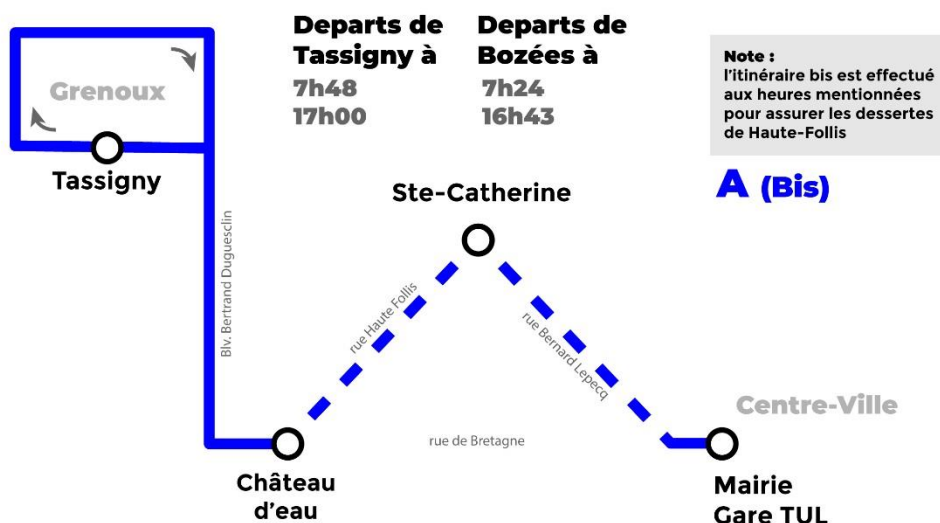 Departs de
Tassigny à
7h48
17h00
Departs de
Bozées à
7h24
16h43
Note :
l'itinéraire bis est effectué
aux heures mentionnées
pour assurer les dessertes
de Haute-Follis
A (Bis)
Grenoux
Tassigny
Blv. Bertrand Duguesclin
Ste-Catherine
rue Haute Follis
rue Bernard Lepecq
Centre-Ville
rue de Bretagne
Château
d'eau
Mairie
Gare TUL